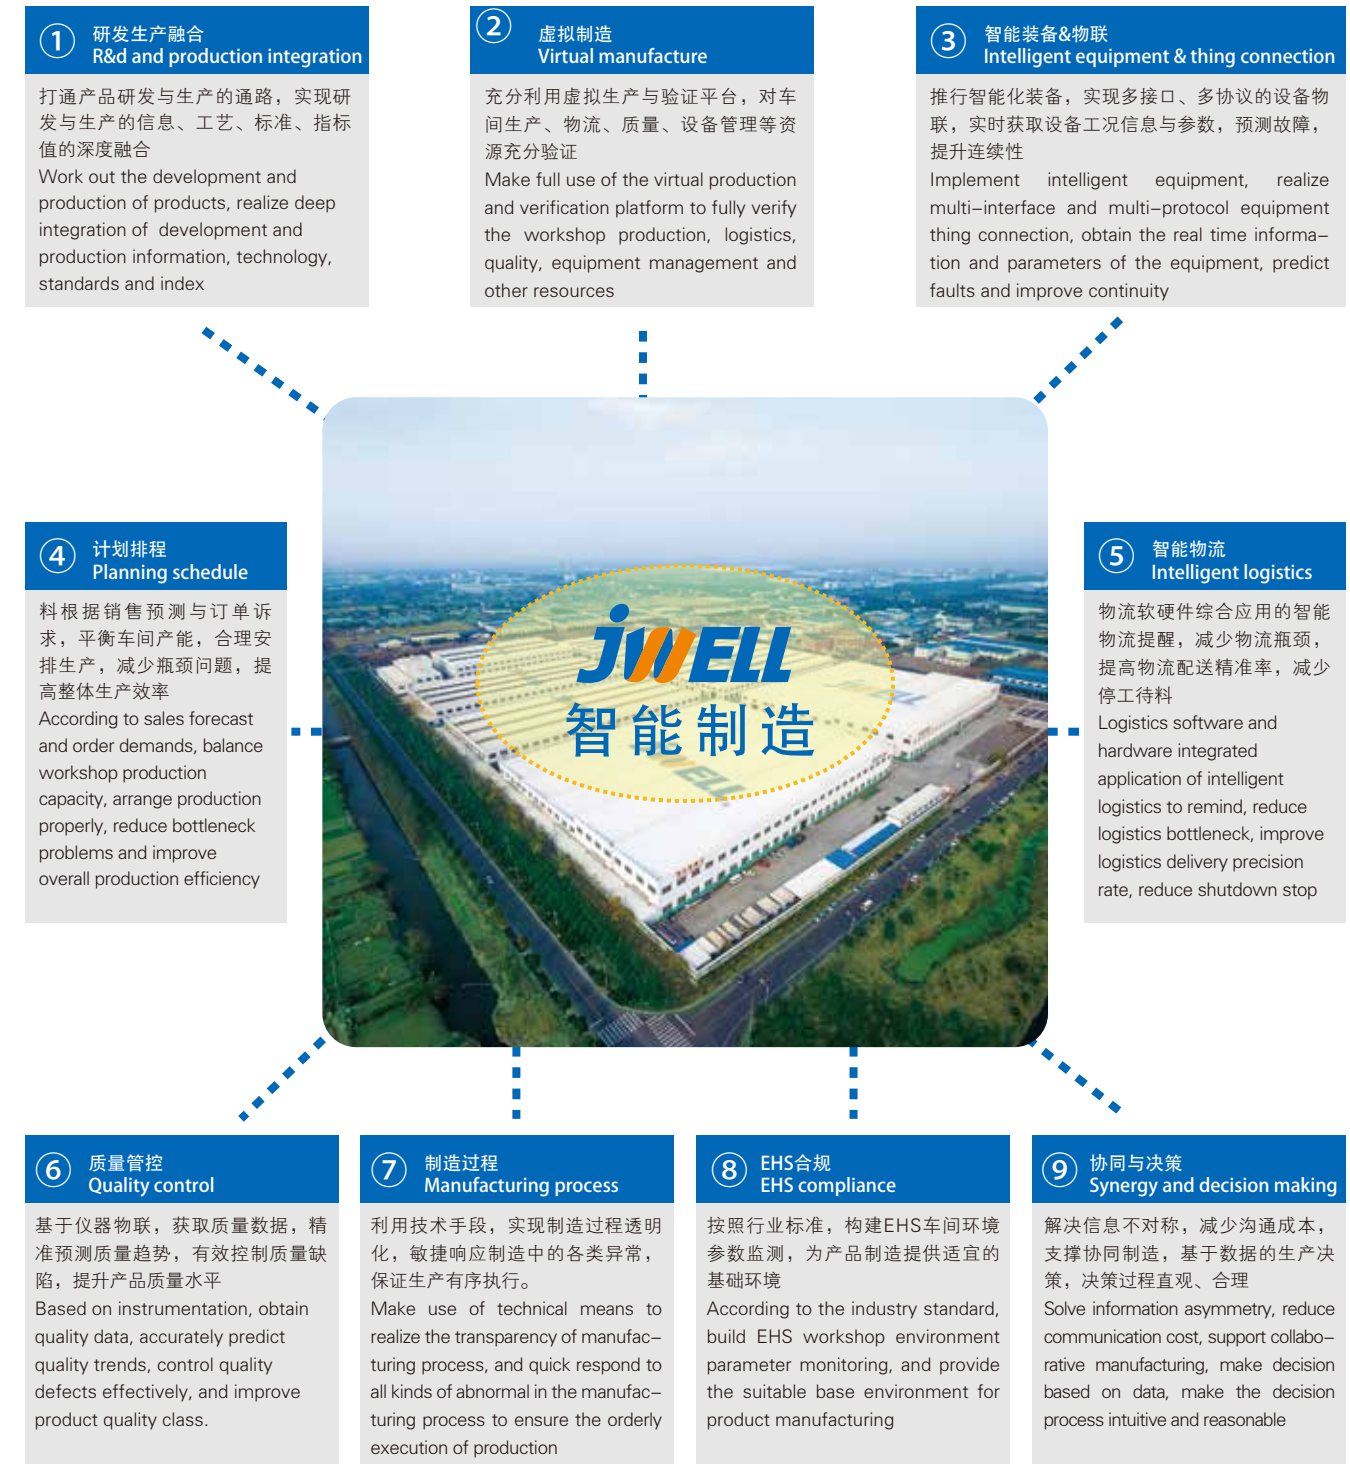 ① 研发生产融合
R&d and production integration
打通产品研发与生产的通路，实现研
发与生产的信息、工艺、标准、指标
值的深度融合
Work out the development and
production of products, realize deep
integration of development and
production information, technology,
standards and index
② 虚拟制造
Virtual manufacture
充分利用虚拟生产与验证平台，对车
间生产、物流、质量、设备管理等资
源充分验证
Make full use of the virtual production
and verification platform to fully verify
the workshop production, logistics,
quality, equipment management and
other resources
③ 智能装备&物联
Intelligent equipment & thing connection
推行智能化装备，实现多接口、多协议的设备物
联，实时获取设备工况信息与参数，预测故障，
提升连续性
Implement intelligent equipment, realize
multi-interface and multi-protocol equipment
thing connection, obtain the real time informa-
tion and parameters of the equipment, predict
faults and improve continuity
④ 计划排程
Planning schedule
料根据销售预测与订单诉
求，平衡车间产能，合理安
排生产，减少瓶颈问题，提
高整体生产效率
According to sales forecast
and order demands, balance
workshop production
capacity, arrange production
properly, reduce bottleneck
problems and improve
overall production efficiency
JWELL
智能制造
JWELL
⑤ 智能物流
Intelligent logistics
物流软硬件综合应用的智能
物流提醒，减少物流瓶颈，
提高物流配送精准率，减少
停工待料
Logistics software and
hardware integrated
application of intelligent
logistics to remind, reduce
logistics bottleneck, improve
logistics delivery precision
rate, reduce shutdown stop
⑥ 质量管控
Quality control
基于仪器物联，获取质量数据，精
准预测质量趋势，有效控制质量缺
陷，提升产品质量水平
Based on instrumentation, obtain
quality data, accurately predict
quality trends, control quality
defects effectively, and improve
product quality class.
⑦ 制造过程
Manufacturing process
利用技术手段，实现制造过程透明
化，敏捷响应制造中的各类异常，
保证生产有序执行。
Make use of technical means to
realize the transparency of manufac-
turing process, and quick respond to
all kinds of abnormal in the manufac-
turing process to ensure the orderly
execution of production
⑧ EHS合规
EHS compliance
按照行业标准，构建EHS车间环境
参数监测，为产品制造提供适宜的
基础环境
According to the industry standard,
build EHS workshop environment
parameter monitoring, and provide
the suitable base environment for
product manufacturing
⑨ 协同与决策
Synergy and decision making
解决信息不对称，减少沟通成本，
支撑协同制造，基于数据的生产决
策，决策过程直观、合理
Solve information asymmetry, reduce
communication cost, support collabo-
rative manufacturing, make decision
based on data, make the decision
process intuitive and reasonable